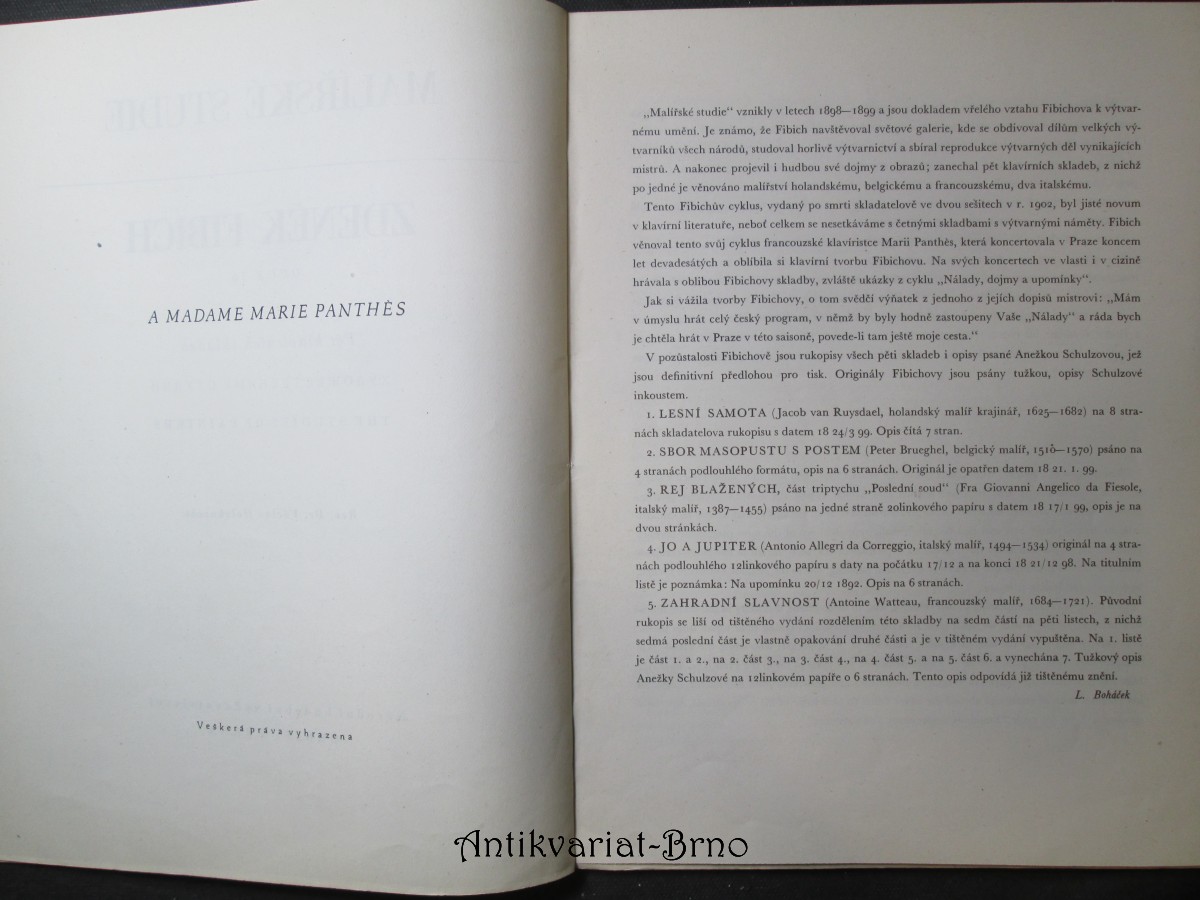 A MADAME MARIE PANTHÈS
Veškerá práva vyhrazena
„Malířské studie“ vznikly v letech 1898—1899 a jsou dokladem vřelého vztahu Fibichova k výtvar-
nému umění. Je známo, že Fibich navštěvoval světové galerie, kde se obdivoval dílům velkých vý-
tvarníků všech národů, studoval horlivě výtvarnictví a sbíral reprodukce výtvarných děl vynikajících
mistrů. A nakonec projevil i hudbou své dojmy z obrazů; zanechal pět klavírních skladeb, z nichž
po jedné je věnováno malířství holandskému, belgickému a francouzskému, dva italskému.
Tento Fibichův cyklus, vydaný po smrti skladatelově ve dvou sešitech v r. 1902, byl jisté novum
v klavírní literatuře, neboť celkem se nesetkáváme s četnými skladbami s výtvarnými náměty. Fibich
věnoval tento svůj cyklus francouzské klavíristce Marii Panthès, která koncertovala v Praze koncem
let devadesátých a oblíbila si klavírní tvorbu Fibichovu. Na svých koncertech ve vlasti i v cizině
hrávala s oblibou Fibichovy skladby, zvláště ukázky z cyklu „Nálady, dojmy a upomínky“.
Jak si vážila tvorby Fibichovy, o tom svědčí výňatek z jednoho z jejích dopisů mistrovi: „Mám
v úmyslu hrát celý český program, v němž by byly hodně zastoupeny Vaše „Nálady“ a ráda bych
je chtěla hrát v Praze v této saisoně, povede-li tam ještě moje cesta.“
V pozůstalosti Fibichově jsou rukopisy všech pěti skladeb i opisy psané Anežkou Schulzovou, jež
jsou definitivní předlohou pro tisk. Originály Fibichovy jsou psány tužkou, opisy Schulzové
inkoustem.
1. LESNÍ SAMOTA (Jacob van Ruysdael, holandský malíř krajinář, 1625—1682) na 8 stra-
nách skladatelova rukopisu s datem 18 24/3 99. Opis čítá 7 stran.
2. SBOR MASOPUSTU S POSTEM (Peter Brueghel, belgický malíř, 1510—1570) psáno na
4 stranách podlouhlého formátu, opis na 6 stranách. Originál je opatřen datem 18 21. 1. 99.
3. REJ BLAŽENÝCH, část triptychu „Poslední soud“ (Fra Giovanni Angelico da Fiesole,
italský malíř, 1387—1455) psáno na jedné straně 20linkového papíru s datem 18 17/1 99, opis je na
dvou stránkách.
4. JO A JUPITER (Antonio Allegri da Correggio, italský malíř, 1494—1534) originál na 4 stra-
nách podlouhlého 12linkového papíru s daty na počátku 17/12 a na konci 18 21/12 98. Na titulním
listě je poznámka: Na upomínku 20/12 1892. Opis na 6 stranách.
5. ZAHRADNÍ SLAVNOST (Antoine Watteau, francouzský malíř, 1684—1721). Původní
rukopis se liší od tištěného vydání rozdělením této skladby na sedm částí na pěti listech, z nichž
sedmá poslední část je vlastně opakování druhé části a je v tištěném vydání vypuštěna. Na 1. listě
je část 1. a 2., na 2. část 3., na 3. část 4., na 4. část 5. a na 5. část 6. a vynechána 7. Tužkový opis
Anežky Schulzové na 12linkovém papíře o 6 stranách. Tento opis odpovídá již tištěnému znění.
L. Boháček
Antikvariat-Brno